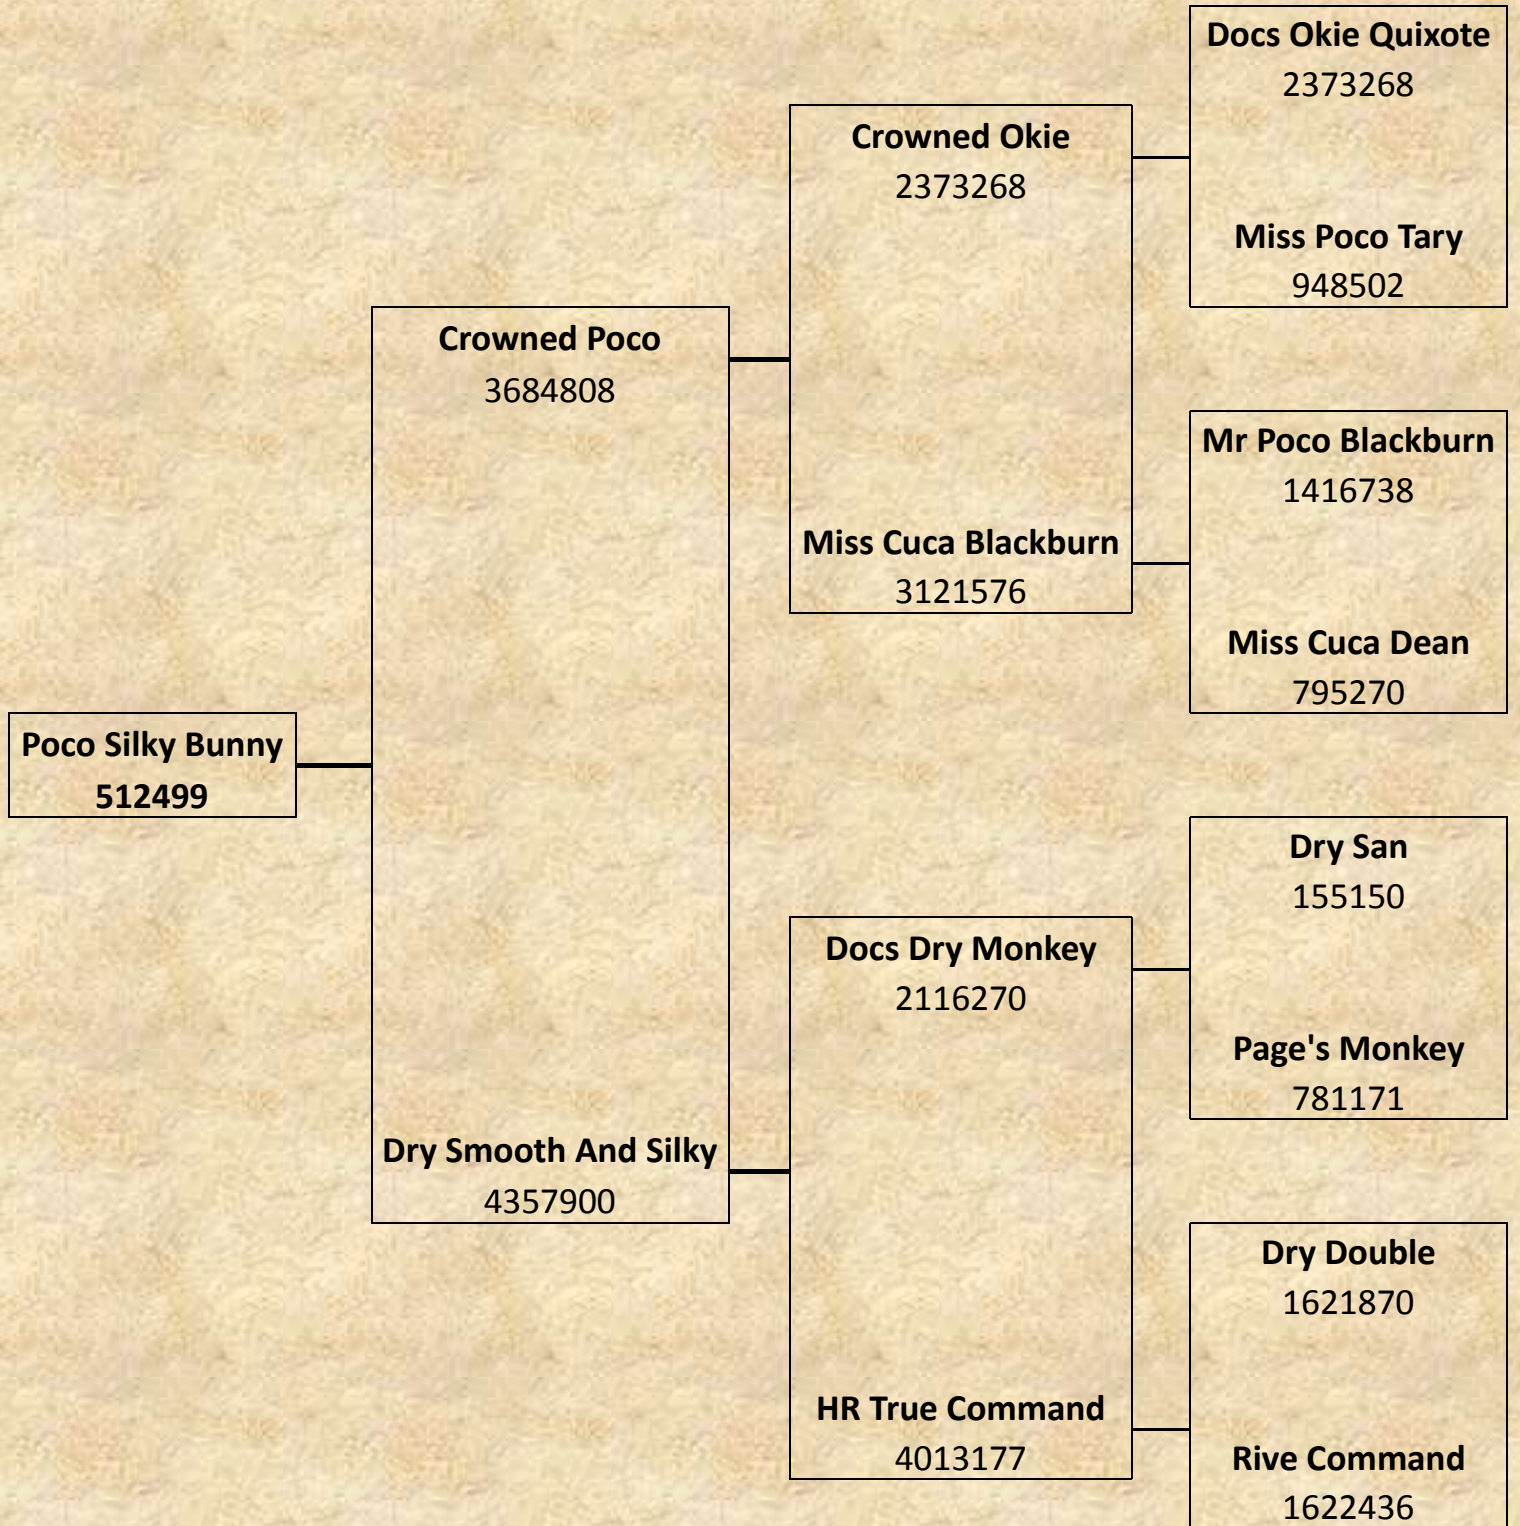 Docs Okie Quixote
2373268
Crowned Okie
2373268
Miss Poco Tary
948502
Crowned Poco
3684808
Mr Poco Blackburn
1416738
Miss Cuca Blackburn
3121576
Miss Cuca Dean
795270
Poco Silky Bunny
512499
Dry San
155150
Docs Dry Monkey
2116270
Page's Monkey
781171
Dry Smooth And Silky
4357900
Dry Double
1621870
HR True Command
4013177
Rive Command
1622436